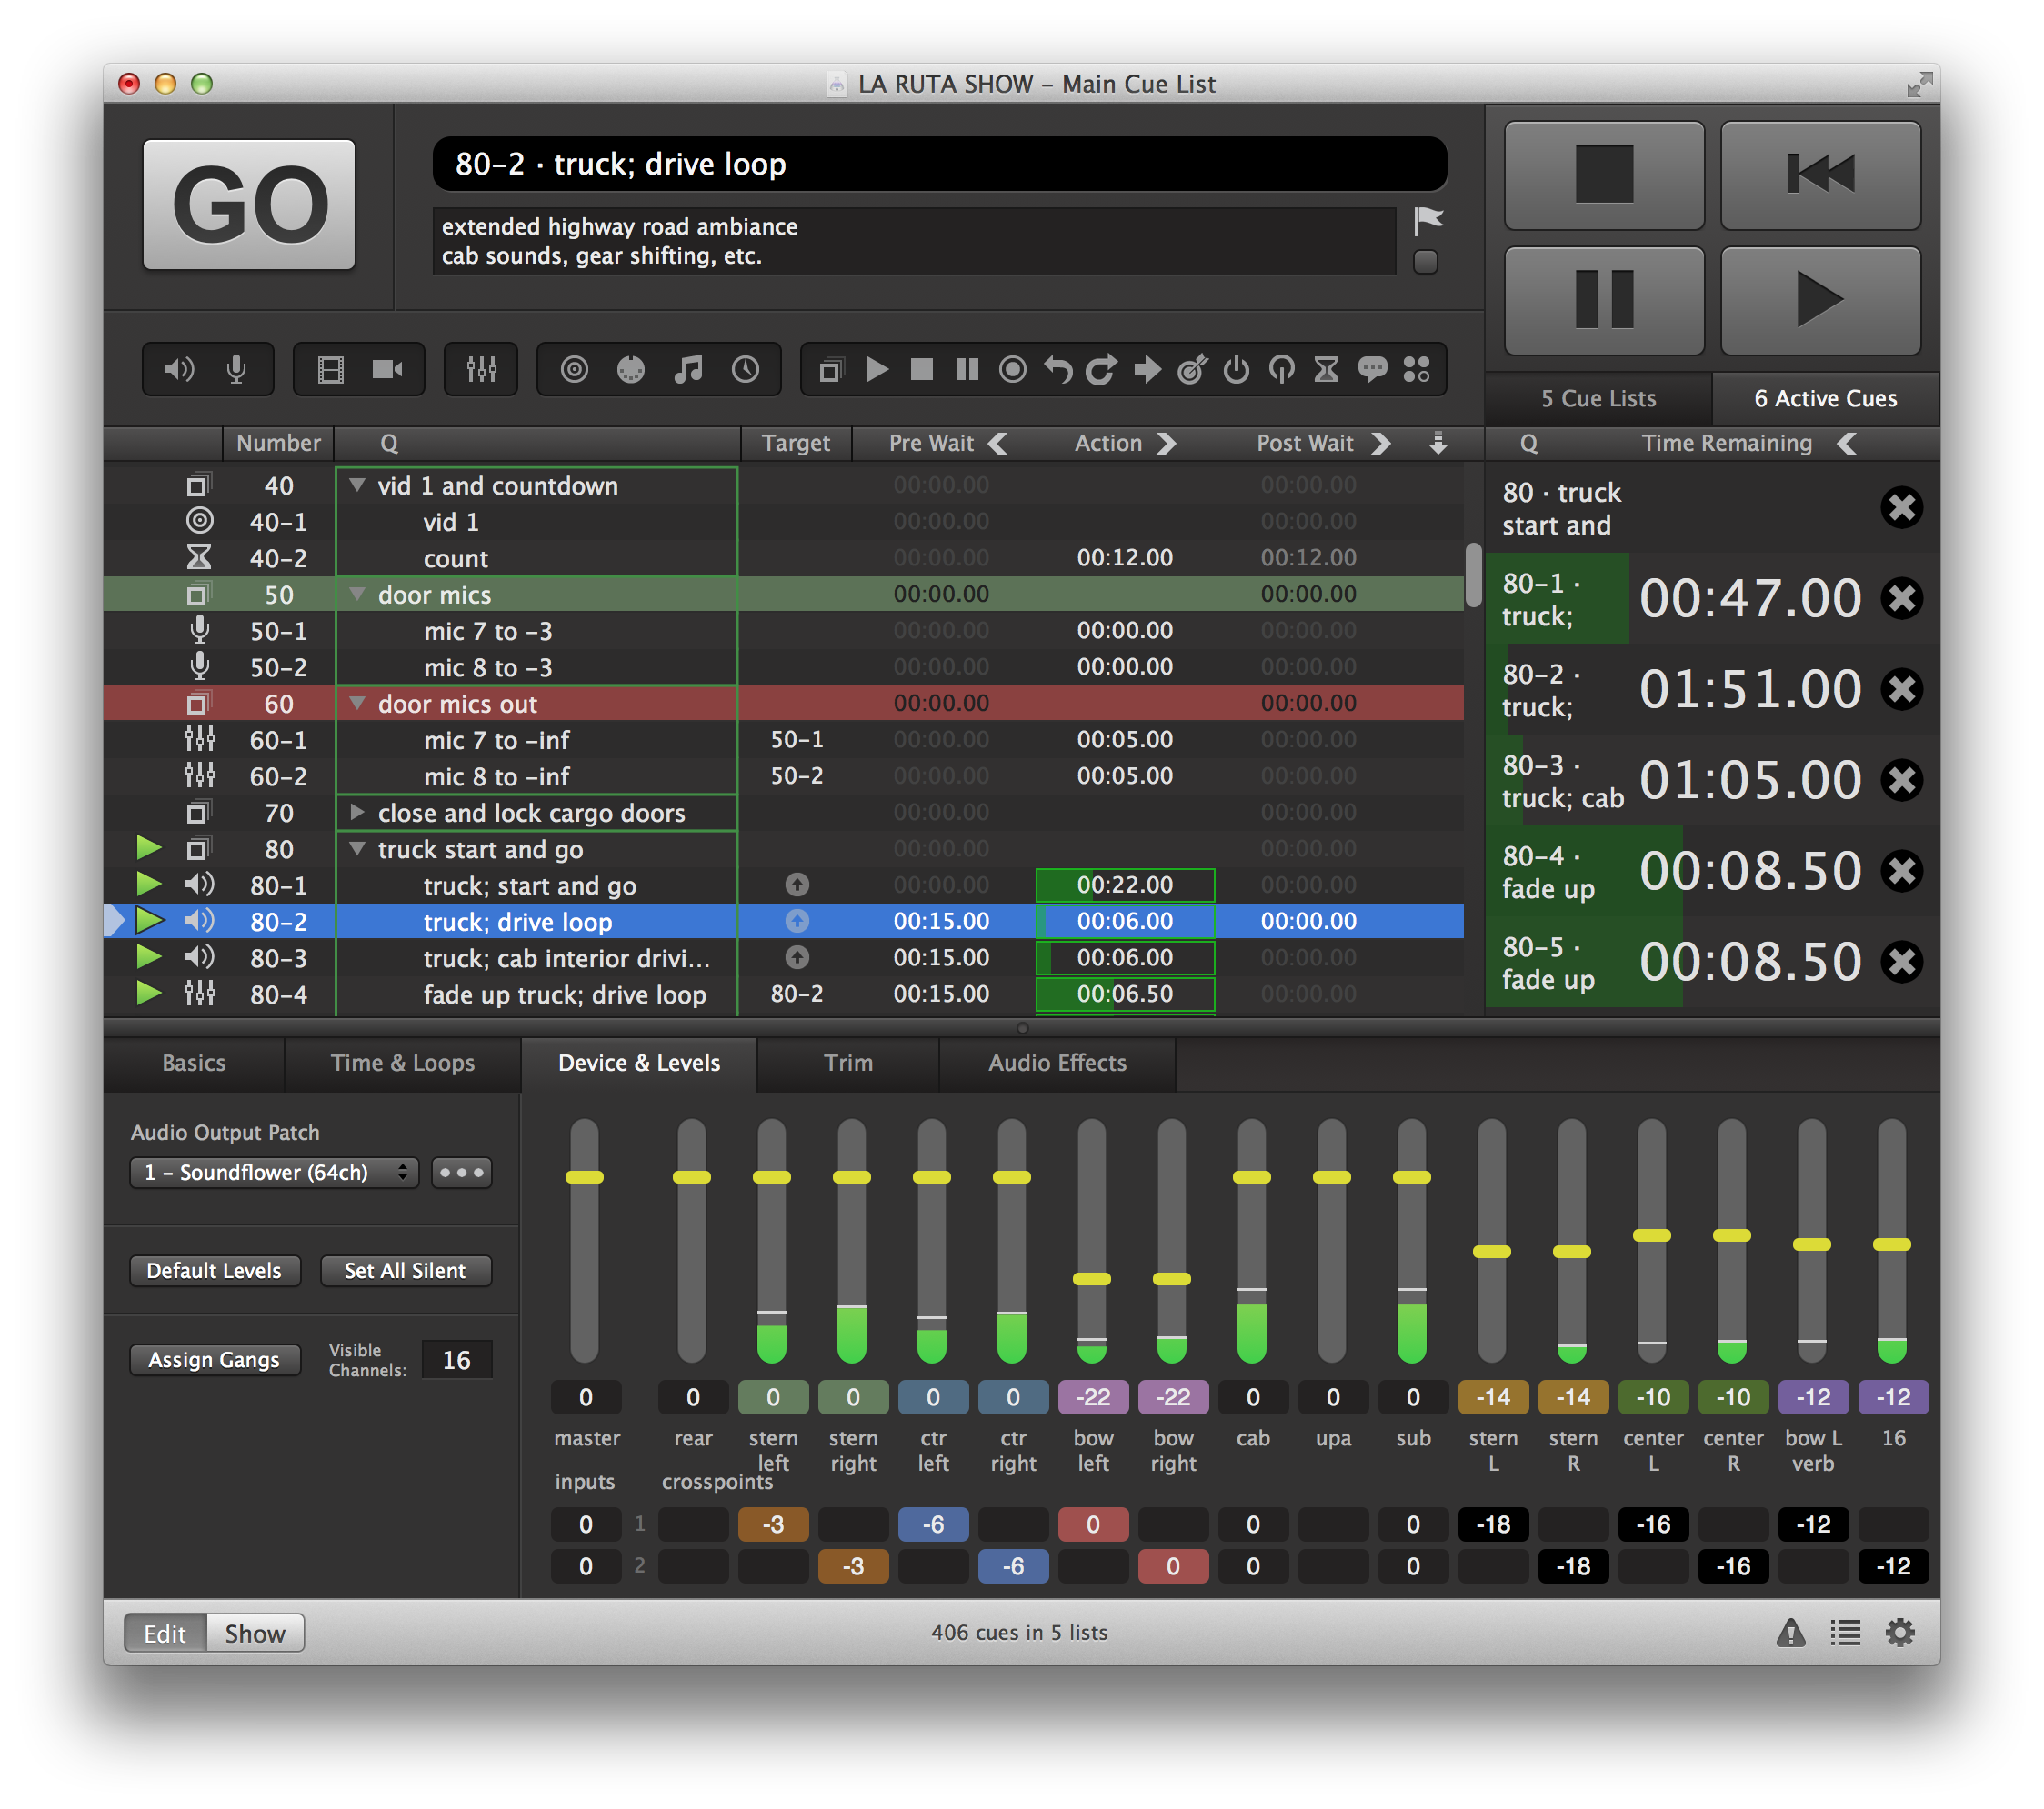 LA RUTA SHOW – Main Cue List
GO
80-2 · truck; drive loop
extended highway road ambiance
cab sounds, gear shifting, etc.
5 Cue Lists 6 Active Cues
Number Q Target Pre Wait Action Post Wait
40 vid 1 and countdown 00:00.00 00:00.00
40-1 vid 1 00:00.00 00:00.00
40-2 count 00:00.00 00:12.00 00:12.00
50 door mics 00:00.00 00:00.00
50-1 mic 7 to -3 00:00.00 00:00.00 00:00.00
50-2 mic 8 to -3 00:00.00 00:00.00 00:00.00
60 door mics out 00:00.00 00:00.00
60-1 mic 7 to -inf 50-1 00:00.00 00:05.00 00:00.00
60-2 mic 8 to -inf 50-2 00:00.00 00:05.00 00:00.00
70 close and lock cargo doors 00:00.00 00:00.00
80 truck start and go 00:00.00 00:00.00
80-1 truck; start and go 00:00.00 00:22.00 00:00.00
80-2 truck; drive loop 00:15.00 00:06.00 00:00.00
80-3 truck; cab interior drivi... 00:15.00 00:06.00 00:00.00
80-4 fade up truck; drive loop 80-2 00:15.00 00:06.50 00:00.00
Q Time Remaining
80 · truck
start and
80-1 ·
truck;
00:47.00
80-2 ·
truck;
01:51.00
80-3 ·
truck; cab
01:05.00
80-4 ·
fade up
00:08.50
80-5 ·
fade up
00:08.50
Basics Time & Loops Device & Levels Trim Audio Effects
Audio Output Patch
1 – Soundflower (64ch)
Default Levels Set All Silent
Assign Gangs
Visible
Channels:
16
0 0 0 0 0 0 -22 -22 0 0 0 -14 -14 -10 -10 -12 -12
master rear stern ctr ctr bow bow cab upa sub stern stern center center bow L 16
left right left right left right L R L R verb
inputs crosspoints
0 1 -3 -6 0 0 0 -18 -16 -12
0 2 -3 -6 0 0 0 -18 -16 -12
Edit Show
406 cues in 5 lists